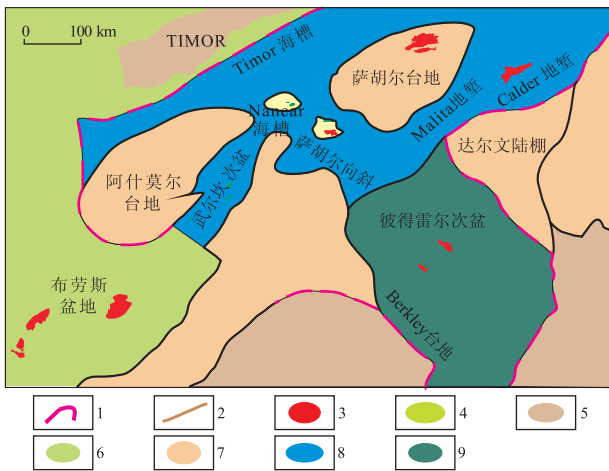 0 100 km
TIMOR
Timor 海槽
萨胡尔台地
Calder 地堑
Malita地堑
Nancar
海槽
达尔文陆棚
萨胡尔向斜
阿什莫尔
台地
武尔坎次盆
彼得雷尔次盆
布劳斯
盆地
Berkley台地
1 2 3 4 5
6 7 8 9